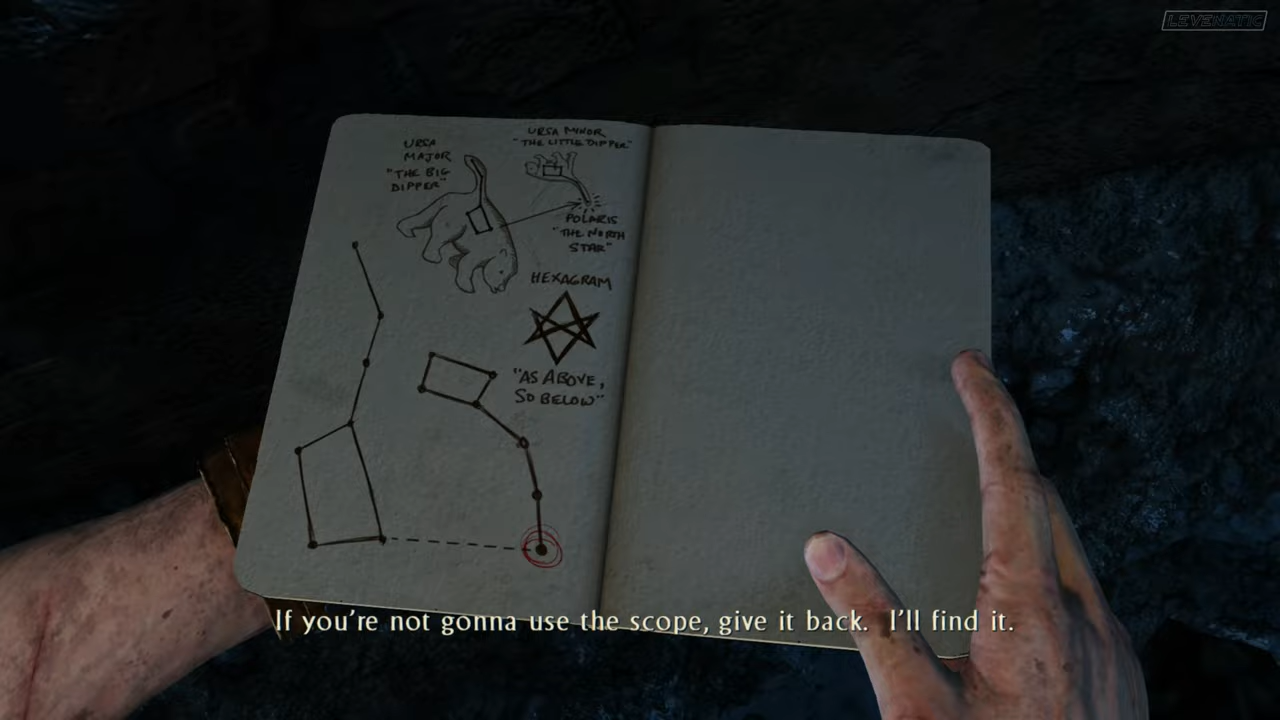 LEVENATIC
URSA
MAJOR
"THE BIG
DIPPER"
URSA MINOR
"THE LITTLE DIPPER"
POLARIS
"THE NORTH
STAR"
HEXAGRAM
"AS ABOVE,
SO BELOW"
If you're not gonna use the scope, give it back. I'll find it.